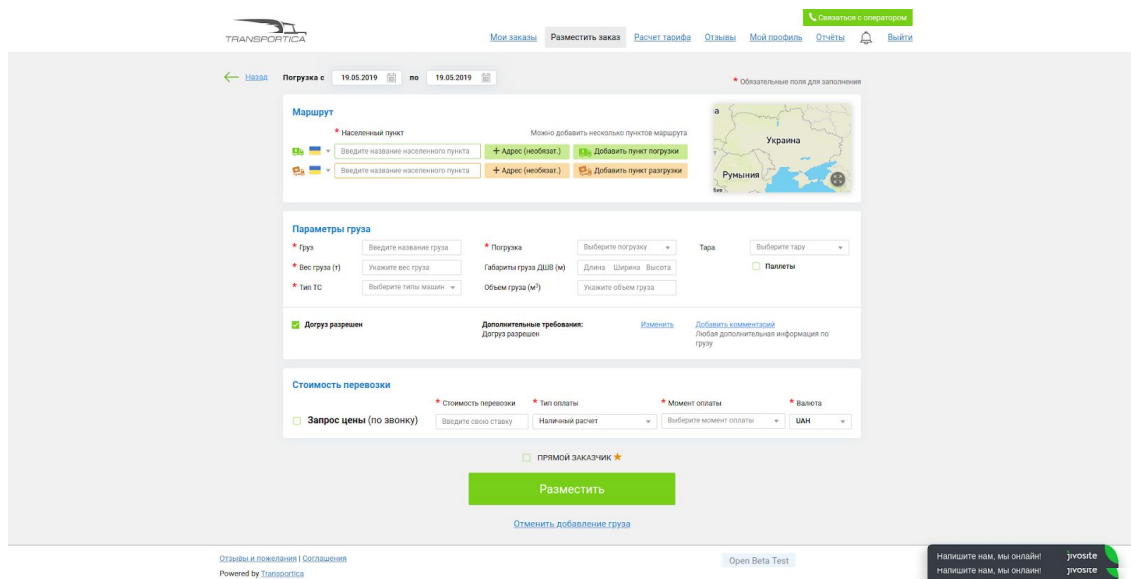 Связаться с оператором
TRANSPORTICA
Мои заказы Разместить заказ Расчет тарифа Отзывы Мой профиль Отчёты Выйти
Назад Погрузка с 19.05.2019 по 19.05.2019 * Обязательные поля для заполнения
Маршрут
* Населенный пункт Можно добавить несколько пунктов маршрута
Введите название населенного пункта + Адрес (необязат.) Добавить пункт погрузки
Введите название населенного пункта + Адрес (необязат.) Добавить пункт разгрузки
Украина
Румыния
Параметры груза
* Груз Введите название груза * Погрузка Выберите погрузку Тара Выберите тару
* Вес груза (т) Укажите вес груза Габариты груза ДШВ (м) Длина Ширина Высота Паллеты
* Тип ТС Выберите типы машин Объем груза (м³) Укажите объем груза
Догруз разрешен Дополнительные требования: Изменить Добавить комментарий
Догруз разрешен Любая дополнительная информация по
грузу
Стоимость перевозки
* Стоимость перевозки * Тип оплаты * Момент оплаты * Валюта
Запрос цены (по звонку) Введите свою ставку Наличный расчет Выберите момент оплаты UAH
ПРЯМОЙ ЗАКАЗЧИК
Разместить
Отменить добавление груза
Отзывы и пожелания | Соглашения Open Beta Test
Powered by Transportica
Напишите нам, мы онлайн! jivosite
Напишите нам, мы онлайн! jivosite